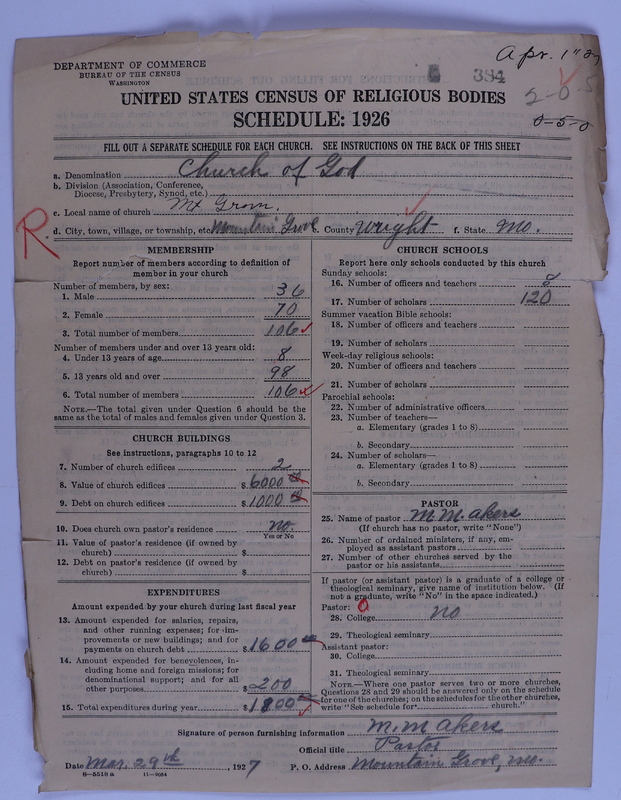 Apr. 1 "27
DEPARTMENT OF COMMERCE
BUREAU OF THE CENSUS
WASHINGTON
384
2-0-5
0-5-0
UNITED STATES CENSUS OF RELIGIOUS BODIES
SCHEDULE: 1926
FILL OUT A SEPARATE SCHEDULE FOR EACH CHURCH. SEE INSTRUCTIONS ON THE BACK OF THIS SHEET
a. Denomination Church of God
b. Division (Association, Conference,
Diocese, Presbytery, Synod, etc.)
c. Local name of church Mt Grove.
d. City, town, village, or township, etc. Mountain Grove e. County Wright f. State Mo.
R
MEMBERSHIP
Report number of members according to definition of
member in your church
Number of members, by sex:
1. Male 36
2. Female 70
3. Total number of members 106
Number of members under and over 13 years old:
4. Under 13 years of age 8
5. 13 years old and over 98
6. Total number of members 106
NOTE.—The total given under Question 6 should be the
same as the total of males and females given under Question 3.
CHURCH BUILDINGS
See instructions, paragraphs 10 to 12
7. Number of church edifices 2
8. Value of church edifices $ 6000 00
9. Debt on church edifices $ 1000 00
10. Does church own pastor's residence no.
Yes or No
11. Value of pastor's residence (if owned by
church) $
12. Debt on pastor's residence (if owned by
church) $
EXPENDITURES
Amount expended by your church during last fiscal year
13. Amount expended for salaries, repairs,
and other running expenses; for improvements
or new buildings; and for
payments on church debt $ 1600 00
14. Amount expended for benevolences, including
home and foreign missions; for
denominational support; and for all
other purposes $ 200
15. Total expenditures during year $ 1800 00
CHURCH SCHOOLS
Report here only schools conducted by this church
Sunday schools:
16. Number of officers and teachers 8
17. Number of scholars 120
Summer vacation Bible schools:
18. Number of officers and teachers
19. Number of scholars
Week-day religious schools:
20. Number of officers and teachers
21. Number of scholars
Parochial schools:
22. Number of administrative officers
23. Number of teachers—
a. Elementary (grades 1 to 8)
b. Secondary
24. Number of scholars—
a. Elementary (grades 1 to 8)
b. Secondary
PASTOR
25. Name of pastor M. M. Akers
(If church has no pastor, write "None")
26. Number of ordained ministers, if any, employed
as assistant pastors
27. Number of other churches served by the
pastor or his assistants
If pastor (or assistant pastor) is a graduate of a college or
theological seminary, give name of institution below. (If
not a graduate, write "No" in the space indicated.)
Pastor: 0
28. College no
29. Theological seminary
Assistant pastor:
30. College
31. Theological seminary
NOTE.—Where one pastor serves two or more churches,
Questions 28 and 29 should be answered only on the schedule
for one of the churches; on the schedules for the other churches,
write "See schedule for church."
Signature of person furnishing information M. M Akers
Official title Pastor
Date Mar. 29th, 1927 P. O. Address Mountain Grove, Mo.
8—5518a 11—9084